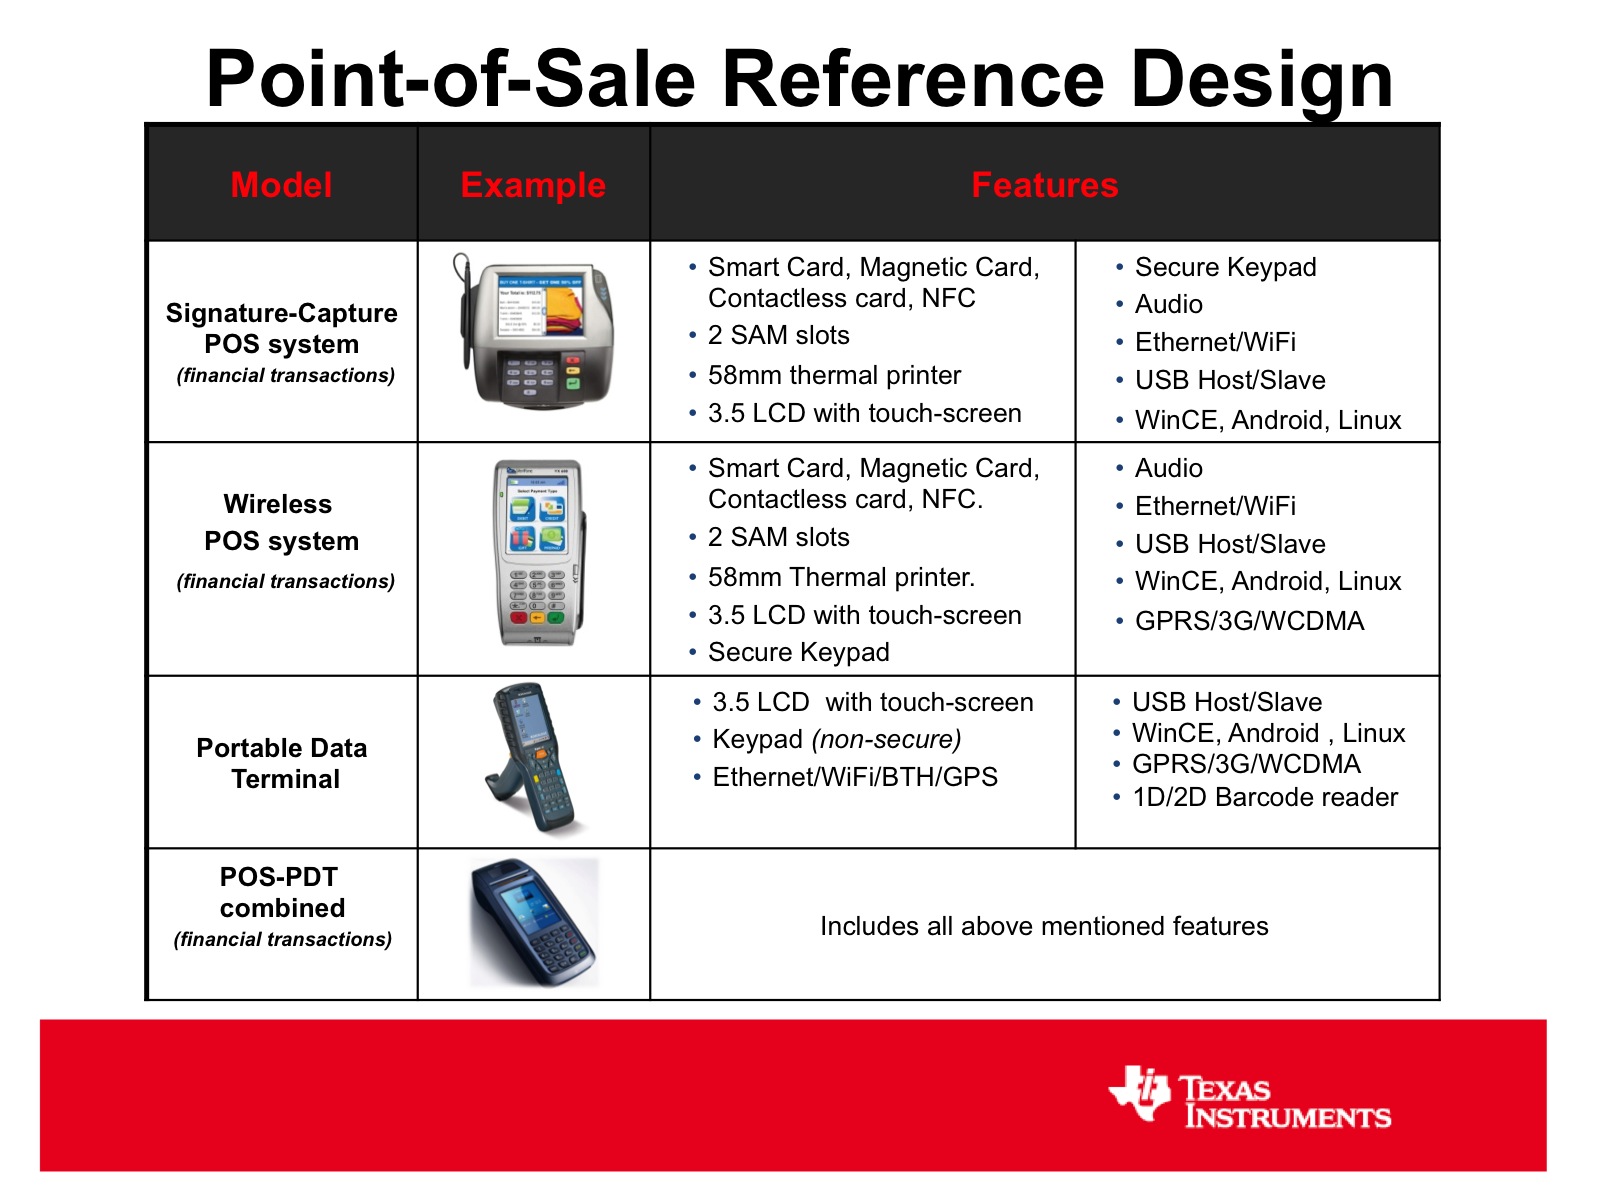 Point-of-Sale Reference Design
Model
Example
Features
Signature-Capture
POS system
(financial transactions)
• Smart Card, Magnetic Card,
Contactless card, NFC
• 2 SAM slots
• 58mm thermal printer
• 3.5 LCD with touch-screen
• Secure Keypad
• Audio
• Ethernet/WiFi
• USB Host/Slave
• WinCE, Android, Linux
Wireless
POS system
(financial transactions)
• Smart Card, Magnetic Card,
Contactless card, NFC.
• 2 SAM slots
• 58mm Thermal printer.
• 3.5 LCD with touch-screen
• Secure Keypad
• Audio
• Ethernet/WiFi
• USB Host/Slave
• WinCE, Android, Linux
• GPRS/3G/WCDMA
Portable Data
Terminal
• 3.5 LCD  with touch-screen
• Keypad (non-secure)
• Ethernet/WiFi/BTH/GPS
• USB Host/Slave
• WinCE, Android , Linux
• GPRS/3G/WCDMA
• 1D/2D Barcode reader
POS-PDT
combined
(financial transactions)
Includes all above mentioned features
TEXAS
INSTRUMENTS